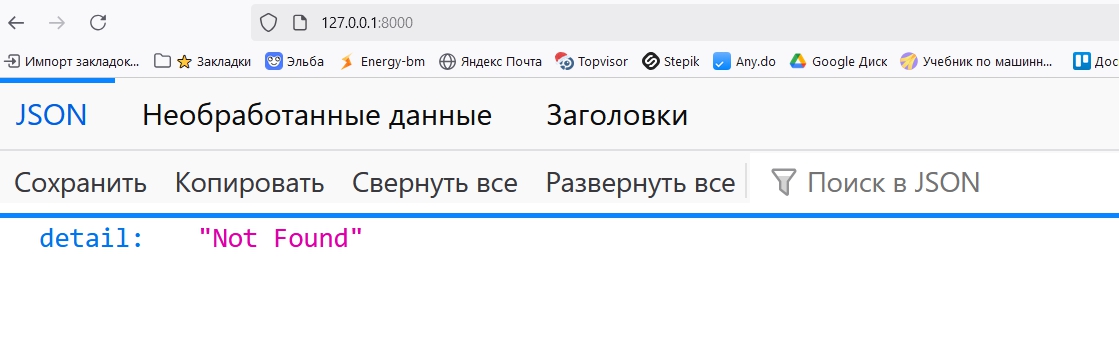 127.0.0.1:8000
Импорт закладок... Закладки Эльба Energy-bm Яндекс Почта Topvisor Stepik Any.do Google Диск Учебник по машинн... Дос
JSON Необработанные данные Заголовки
Сохранить Копировать Свернуть все Развернуть все Поиск в JSON
detail: "Not Found"